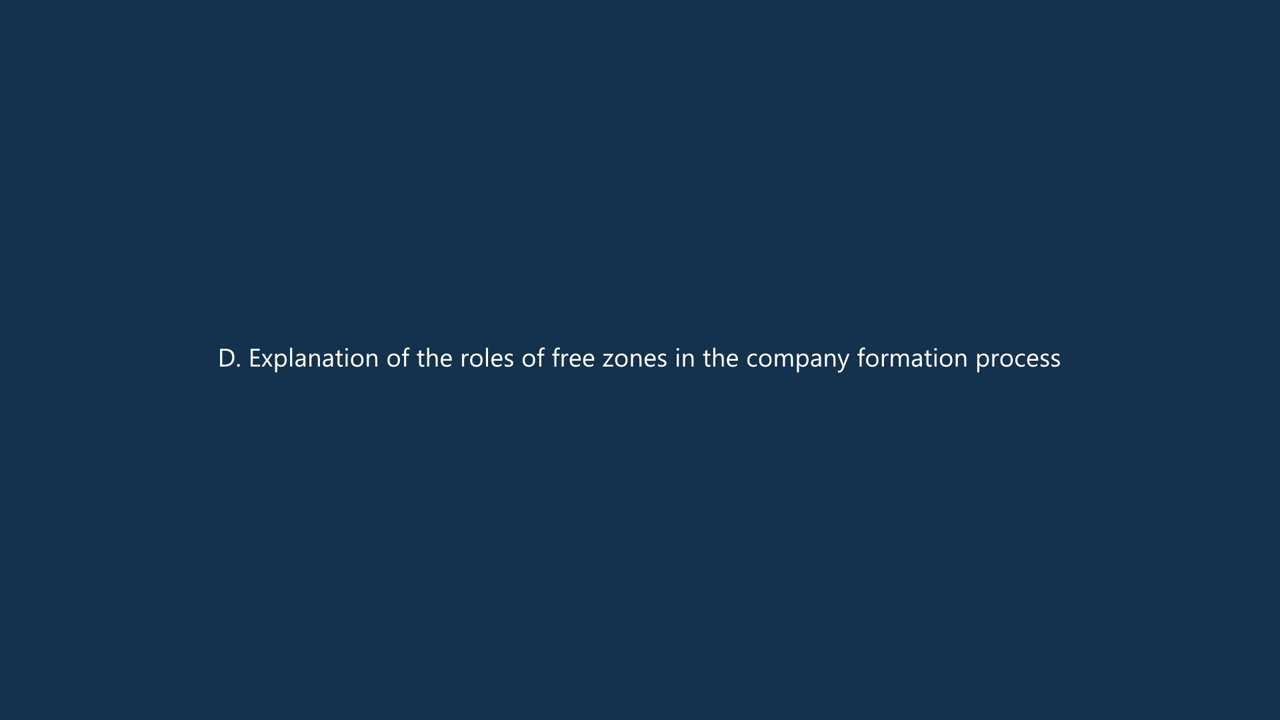 D. Explanation of the roles of free zones in the company formation process